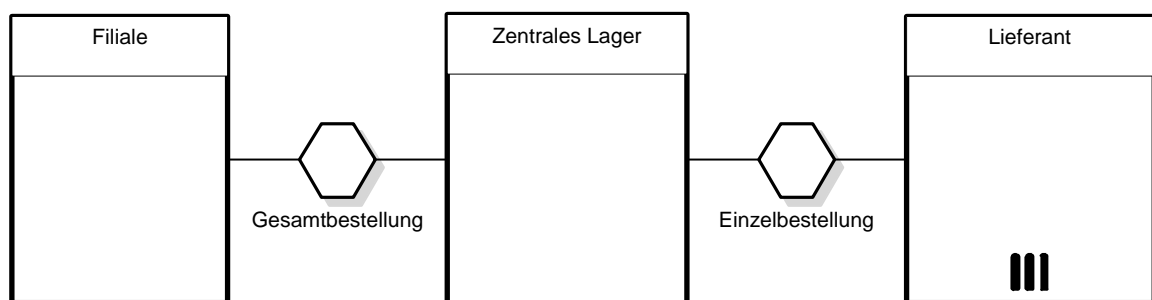 Filiale
Zentrales Lager
Lieferant
Gesamtbestellung
Einzelbestellung